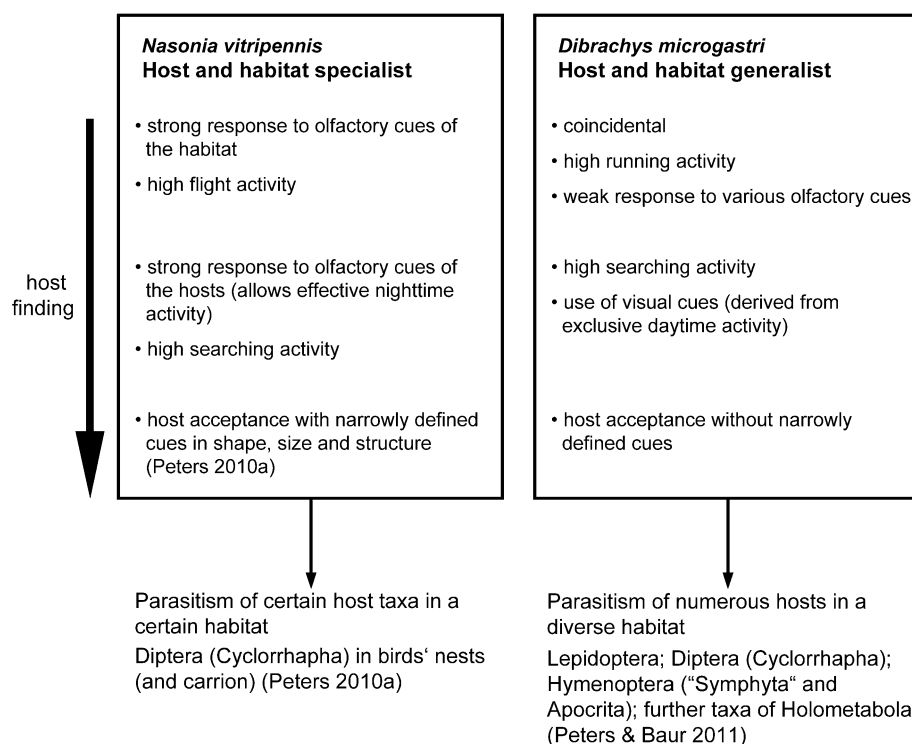 host
finding
Nasonia vitripennis
Host and habitat specialist
• strong response to olfactory cues of
the habitat
• high flight activity
• strong response to olfactory cues of
the hosts (allows effective nighttime
activity)
• high searching activity
• host acceptance with narrowly defined
cues in shape, size and structure
(Peters 2010a)
Parasitism of certain host taxa in a
certain habitat
Diptera (Cyclorrhapha) in birds‘ nests
(and carrion) (Peters 2010a)
Dibrachys microgastri
Host and habitat generalist
• coincidental
• high running activity
• weak response to various olfactory cues
• high searching activity
• use of visual cues (derived from
exclusive daytime activity)
• host acceptance without narrowly
defined cues
Parasitism of numerous hosts in a
diverse habitat
Lepidoptera; Diptera (Cyclorrhapha);
Hymenoptera (“Symphyta“ and
Apocrita); further taxa of Holometabola
(Peters & Baur 2011)